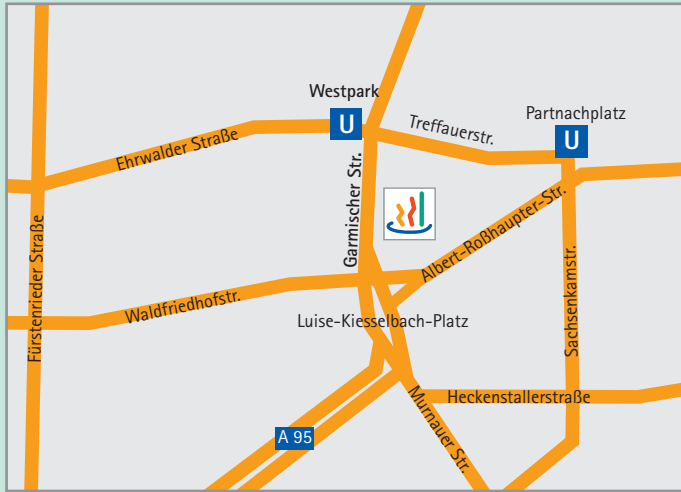 Westpark
U
Partnachplatz
U
Treffauerstr.
Ehrwalder Straße
Garmischer Str.
Albert-Roßhaupter-Str.
Fürstenrieder Straße
Waldfriedhofstr.
Luise-Kiesselbach-Platz
Sachsenkamstr.
Heckenstallerstraße
Murnauer Str.
A 95